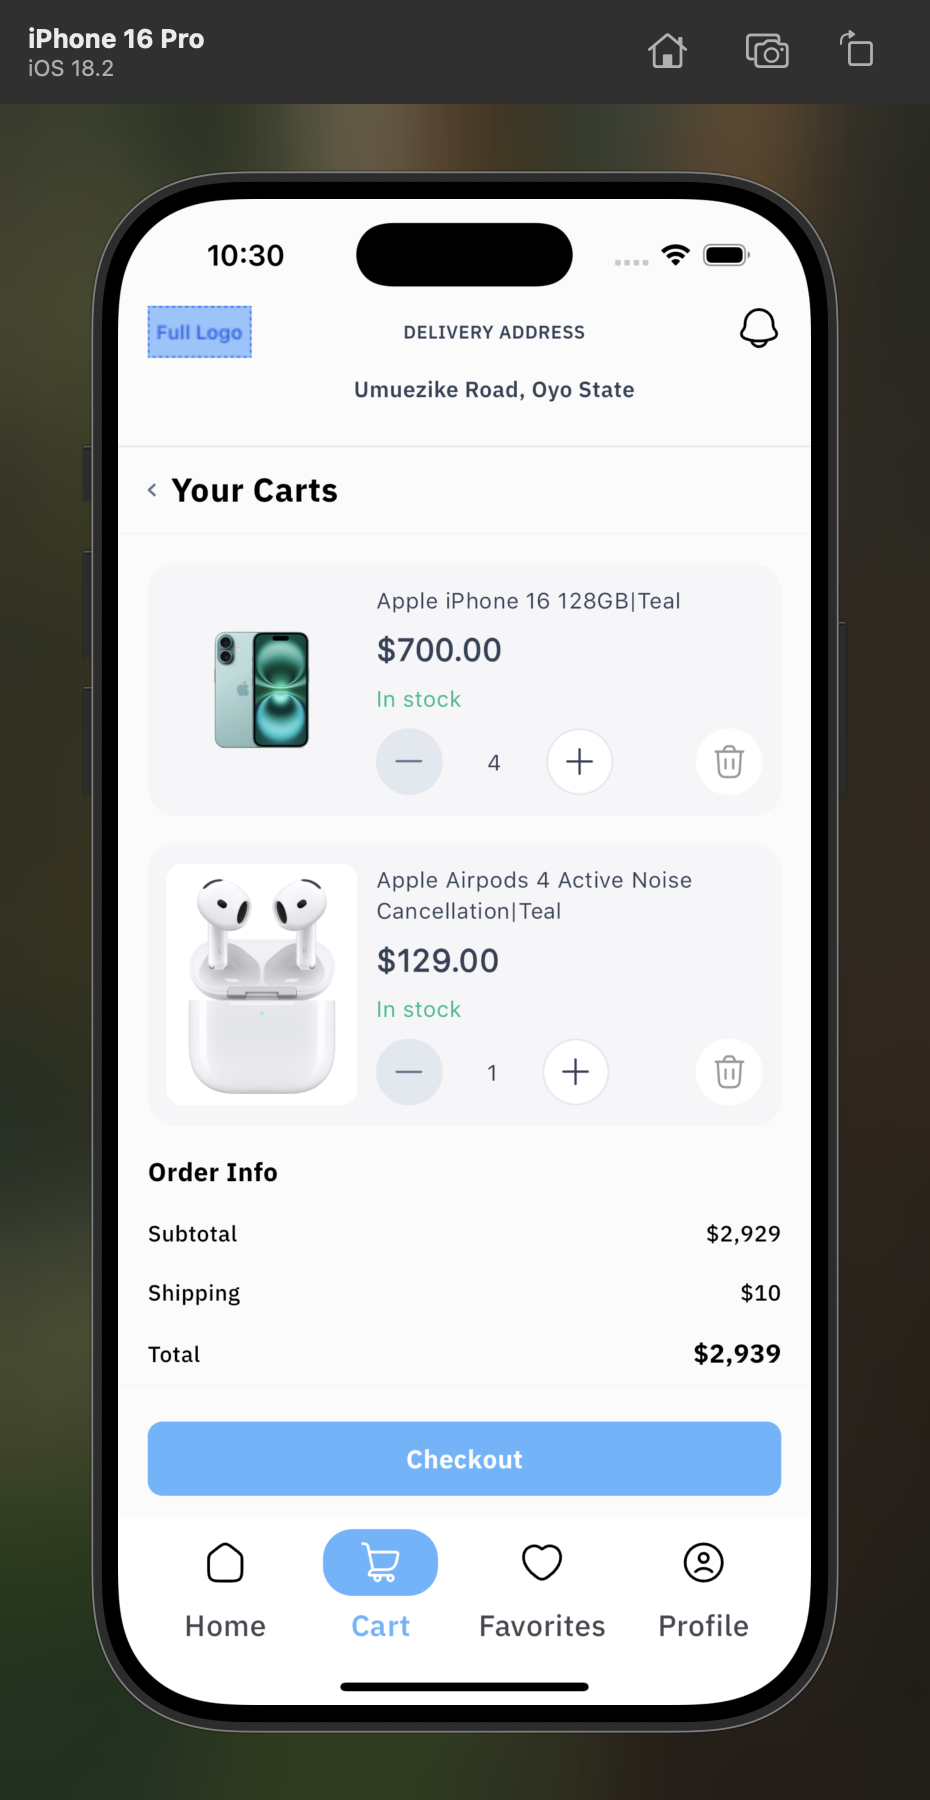 iPhone 16 Pro
iOS 18.2
10:30
Full Logo
DELIVERY ADDRESS
Umuezike Road, Oyo State
Your Carts
Apple iPhone 16 128GB|Teal
$700.00
In stock
4
Apple Airpods 4 Active Noise
Cancellation|Teal
$129.00
In stock
1
Order Info
Subtotal $2,929
Shipping $10
Total $2,939
Checkout
Home Cart Favorites Profile